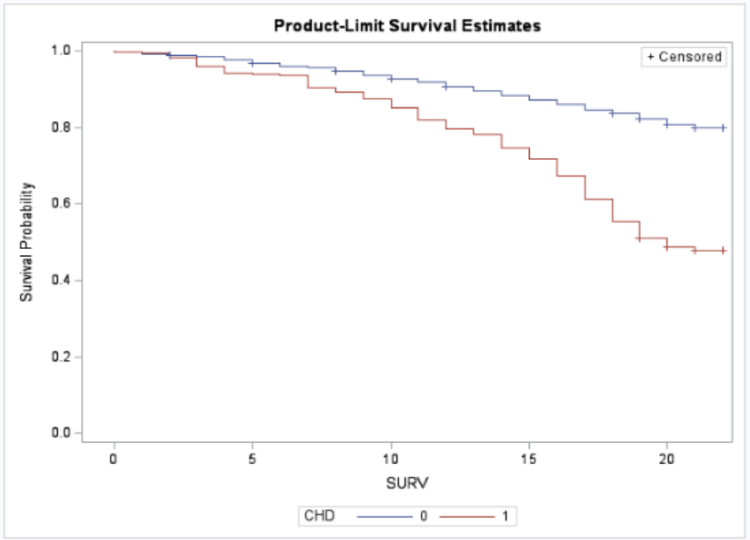 Product-Limit Survival Estimates
+ Censored
1.0
0.8
0.6
0.4
0.2
0.0
Survival Probability
0 5 10 15 20
SURV
CHD 0 1